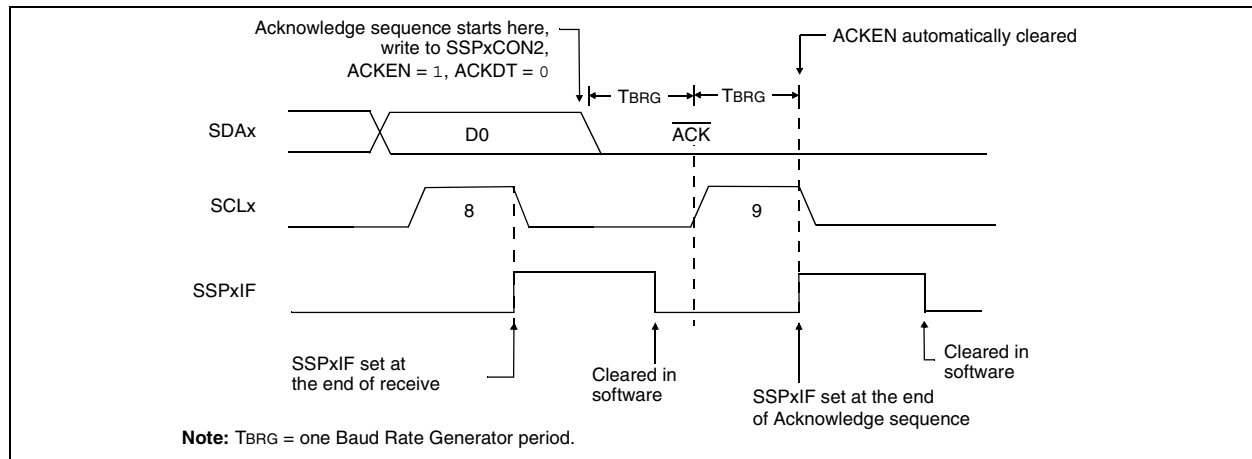 Acknowledge sequence starts here,
write to SSPxCON2,
ACKEN = 1, ACKDT = 0
ACKEN automatically cleared
TBRG
TBRG
SDAx
D0
ACK
SCLx
8
9
SSPxIF
SSPxIF set at
the end of receive
Cleared in
software
SSPxIF set at the end
of Acknowledge sequence
Cleared in
software
Note: TBRG = one Baud Rate Generator period.